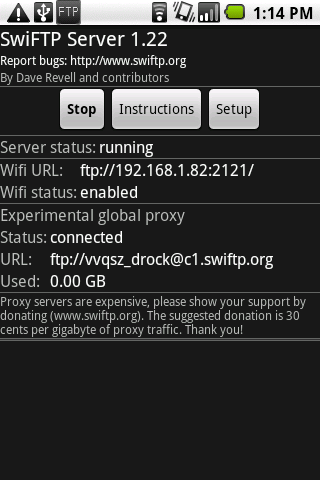 FTP 1:14 PM
SwiFTP Server 1.22
Report bugs: http://www.swiftp.org
By Dave Revell and contributors
Stop Instructions Setup
Server status: running
Wifi URL: ftp://192.168.1.82:2121/
Wifi status: enabled
Experimental global proxy
Status: connected
URL: ftp://vvqsz_drock@c1.swiftp.org
Used: 0.00 GB
Proxy servers are expensive, please show your support by
donating (www.swiftp.org). The suggested donation is 30
cents per gigabyte of proxy traffic. Thank you!